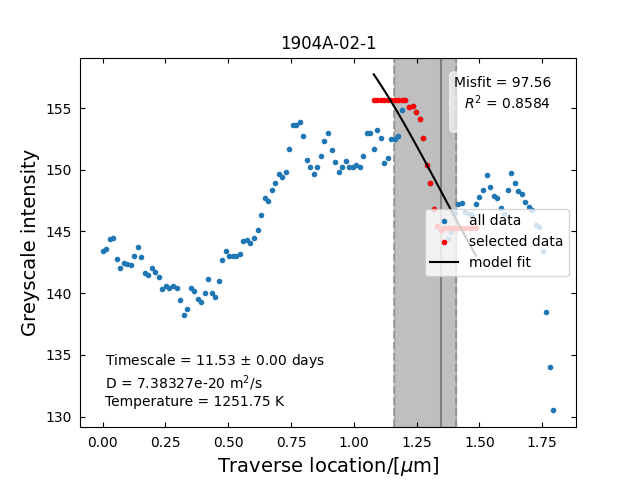 1904A-02-1
Misfit = 97.56
R² = 0.8584
Greyscale intensity
155
150
145
140
135
130
all data
selected data
model fit
Timescale = 11.53 ± 0.00 days
D = 7.38327e-20 m²/s
Temperature = 1251.75 K
0.00 0.25 0.50 0.75 1.00 1.25 1.50 1.75
Traverse location/[μm]